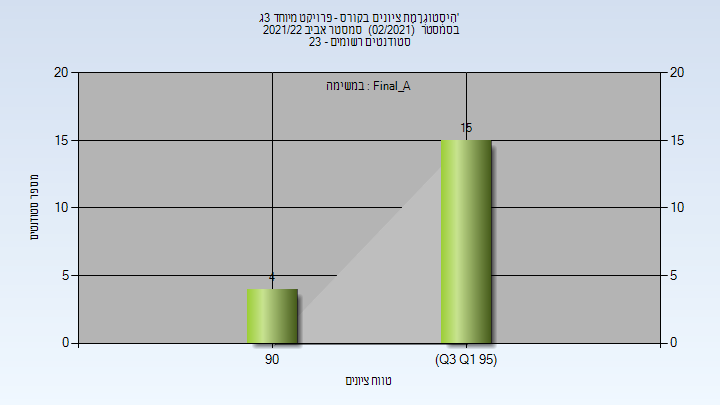 היסטוגרמת ציונים בקורס - פרויקט מיוחד ג3'
בסמסטר (02/2021) סמסטר אביב 2021/22
סטודנטים רשומים - 23
במשימה : Final_A
20
20
15
15
15
10
10
5
5
4
0
0
90
(Q3 Q1 95)
מספר סטודנטים
טווח ציונים